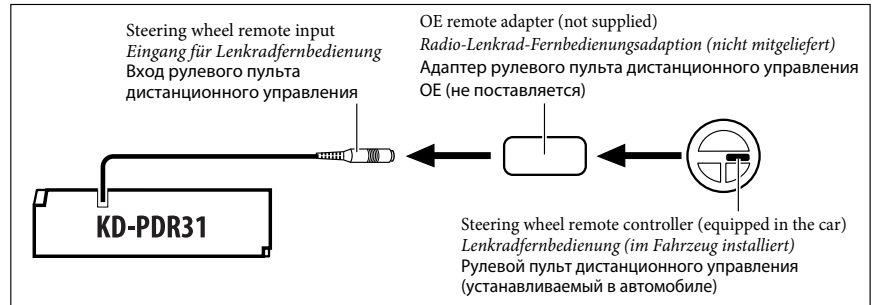 Steering wheel remote input
Eingang für Lenkradfernbedienung
Вход рулевого пульта
дистанционного управления
OE remote adapter (not supplied)
Radio-Lenkrad-Fernbedienungsadaption (nicht mitgeliefert)
Адаптер рулевого пульта дистанционного управления
OE (не поставляется)
KD-PDR31
Steering wheel remote controller (equipped in the car)
Lenkradfernbedienung (im Fahrzeug installiert)
Рулевой пульт дистанционного управления
(устанавливаемый в автомобиле)